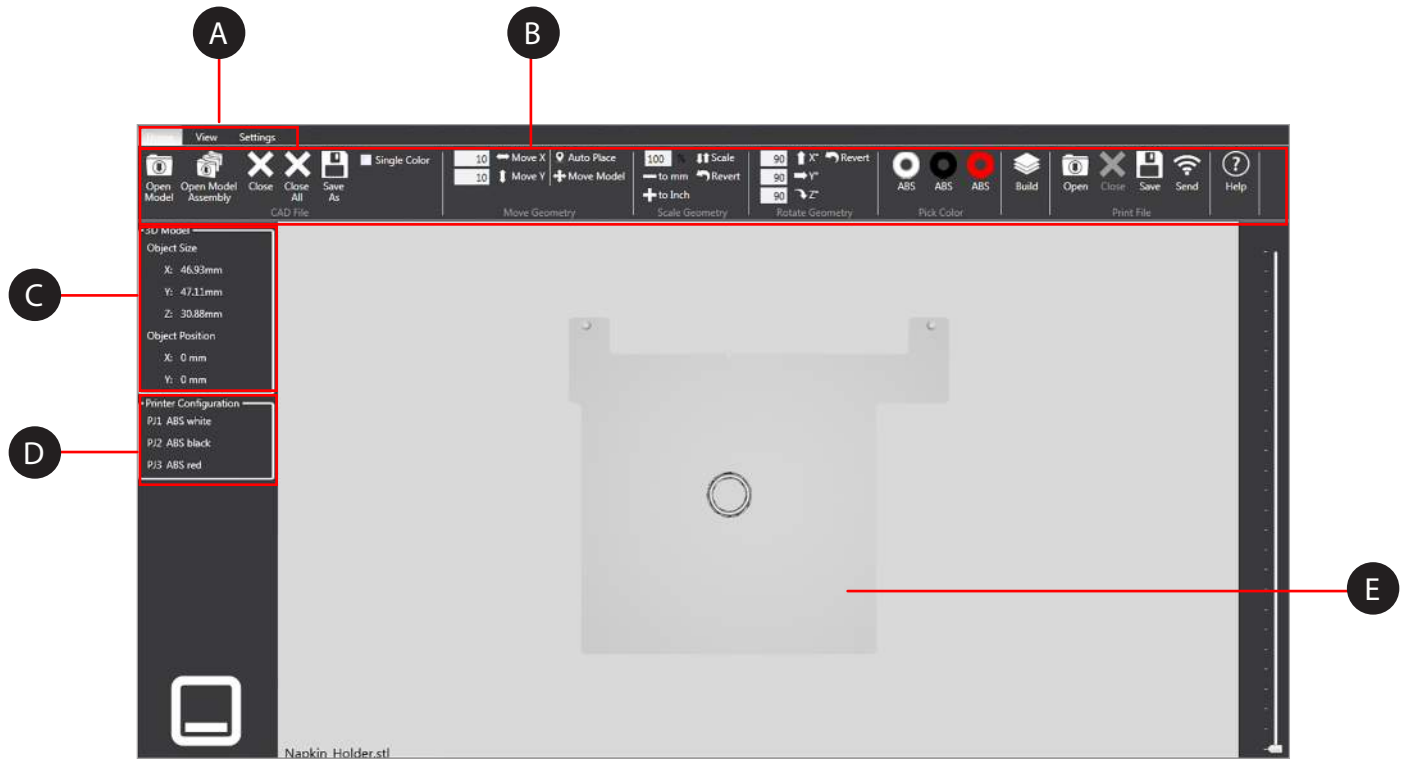 A
B
Home View Settings
10 Move X Auto Place 100 % Scale 90 X° Revert
Single Color
10 Move Y Move Model to mm Revert 90 Y°
Open Model Open Model Assembly Close Close All Save As
to Inch 90 Z°
ABS ABS ABS Build Open Close Save Send Help
CAD File Move Geometry Scale Geometry Rotate Geometry Pick Color Print File
3D Model
Object Size
X: 46.93mm
Y: 47.11mm
Z: 30.88mm
Object Position
X: 0 mm
Y: 0 mm
C
Printer Configuration
PJ1 ABS white
PJ2 ABS black
PJ3 ABS red
D
E
Napkin Holder.stl